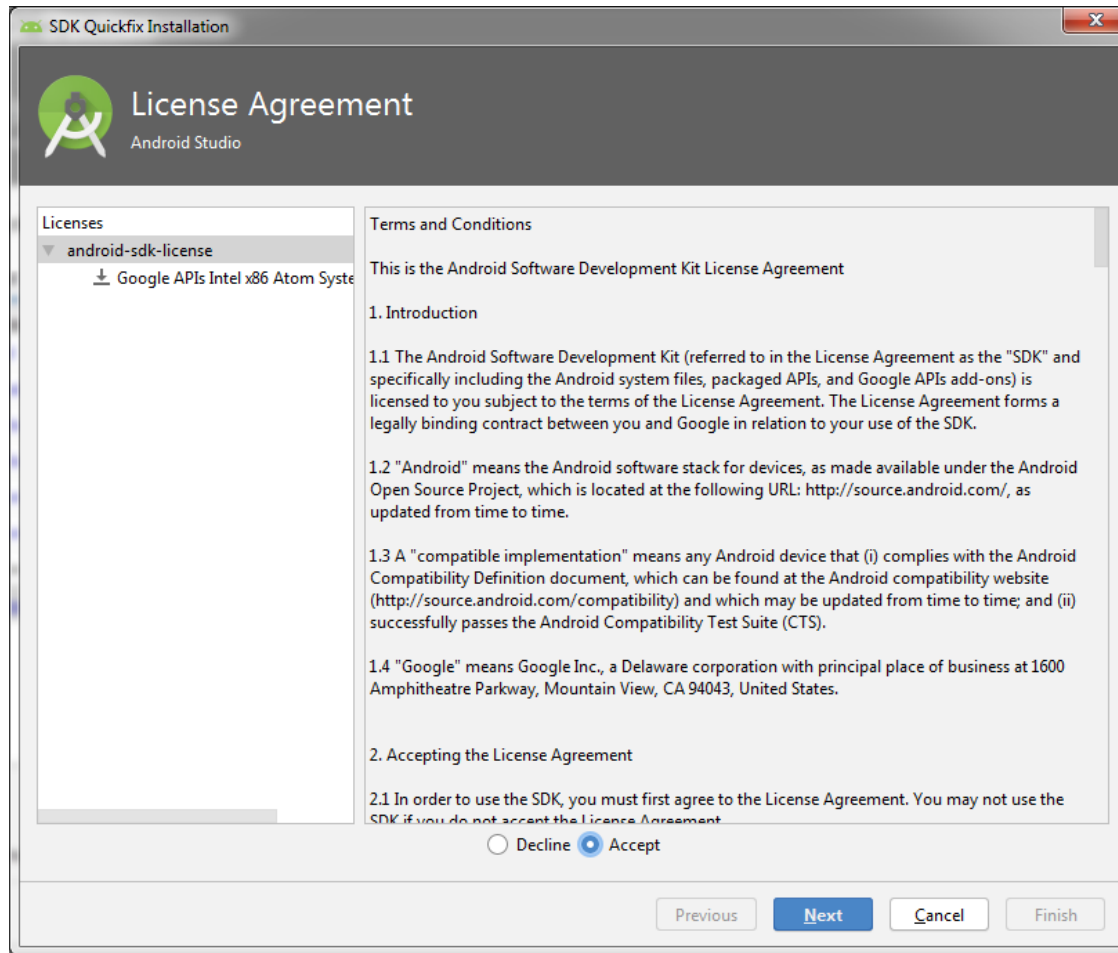 SDK Quickfix Installation
License Agreement
Android Studio
Licenses
android-sdk-license
Google APIs Intel x86 Atom Syste
Terms and Conditions
This is the Android Software Development Kit License Agreement
1. Introduction
1.1 The Android Software Development Kit (referred to in the License Agreement as the "SDK" and
specifically including the Android system files, packaged APIs, and Google APIs add-ons) is
licensed to you subject to the terms of the License Agreement. The License Agreement forms a
legally binding contract between you and Google in relation to your use of the SDK.
1.2 "Android" means the Android software stack for devices, as made available under the Android
Open Source Project, which is located at the following URL: http://source.android.com/, as
updated from time to time.
1.3 A "compatible implementation" means any Android device that (i) complies with the Android
Compatibility Definition document, which can be found at the Android compatibility website
(http://source.android.com/compatibility) and which may be updated from time to time; and (ii)
successfully passes the Android Compatibility Test Suite (CTS).
1.4 "Google" means Google Inc., a Delaware corporation with principal place of business at 1600
Amphitheatre Parkway, Mountain View, CA 94043, United States.
2. Accepting the License Agreement
2.1 In order to use the SDK, you must first agree to the License Agreement. You may not use the
SDK if you do not accept the License Agreement.
Decline Accept
Previous Next Cancel Finish